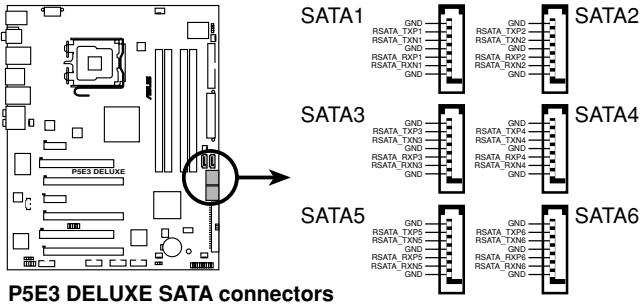 SATA1
GND
RSATA_TXP1
RSATA_TXN1
GND
RSATA_RXP1
RSATA_RXN1
GND
SATA2
GND
RSATA_TXP2
RSATA_TXN2
GND
RSATA_RXP2
RSATA_RXN2
GND
SATA3
GND
RSATA_TXP3
RSATA_TXN3
GND
RSATA_RXP3
RSATA_RXN3
GND
SATA4
GND
RSATA_TXP4
RSATA_TXN4
GND
RSATA_RXP4
RSATA_RXN4
GND
SATA5
GND
RSATA_TXP5
RSATA_TXN5
GND
RSATA_RXP5
RSATA_RXN5
GND
SATA6
GND
RSATA_TXP6
RSATA_TXN6
GND
RSATA_RXP6
RSATA_RXN6
GND
ASUS
P5E3 DELUXE
P5E3 DELUXE SATA connectors